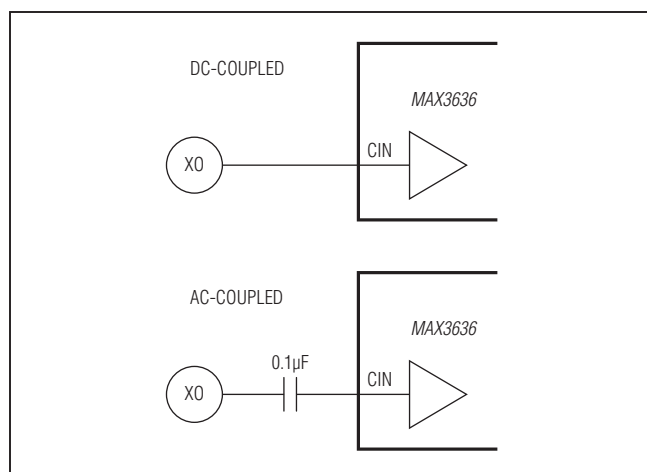 DC-COUPLED
MAX3636
XO
CIN
AC-COUPLED
MAX3636
0.1µF
XO
CIN